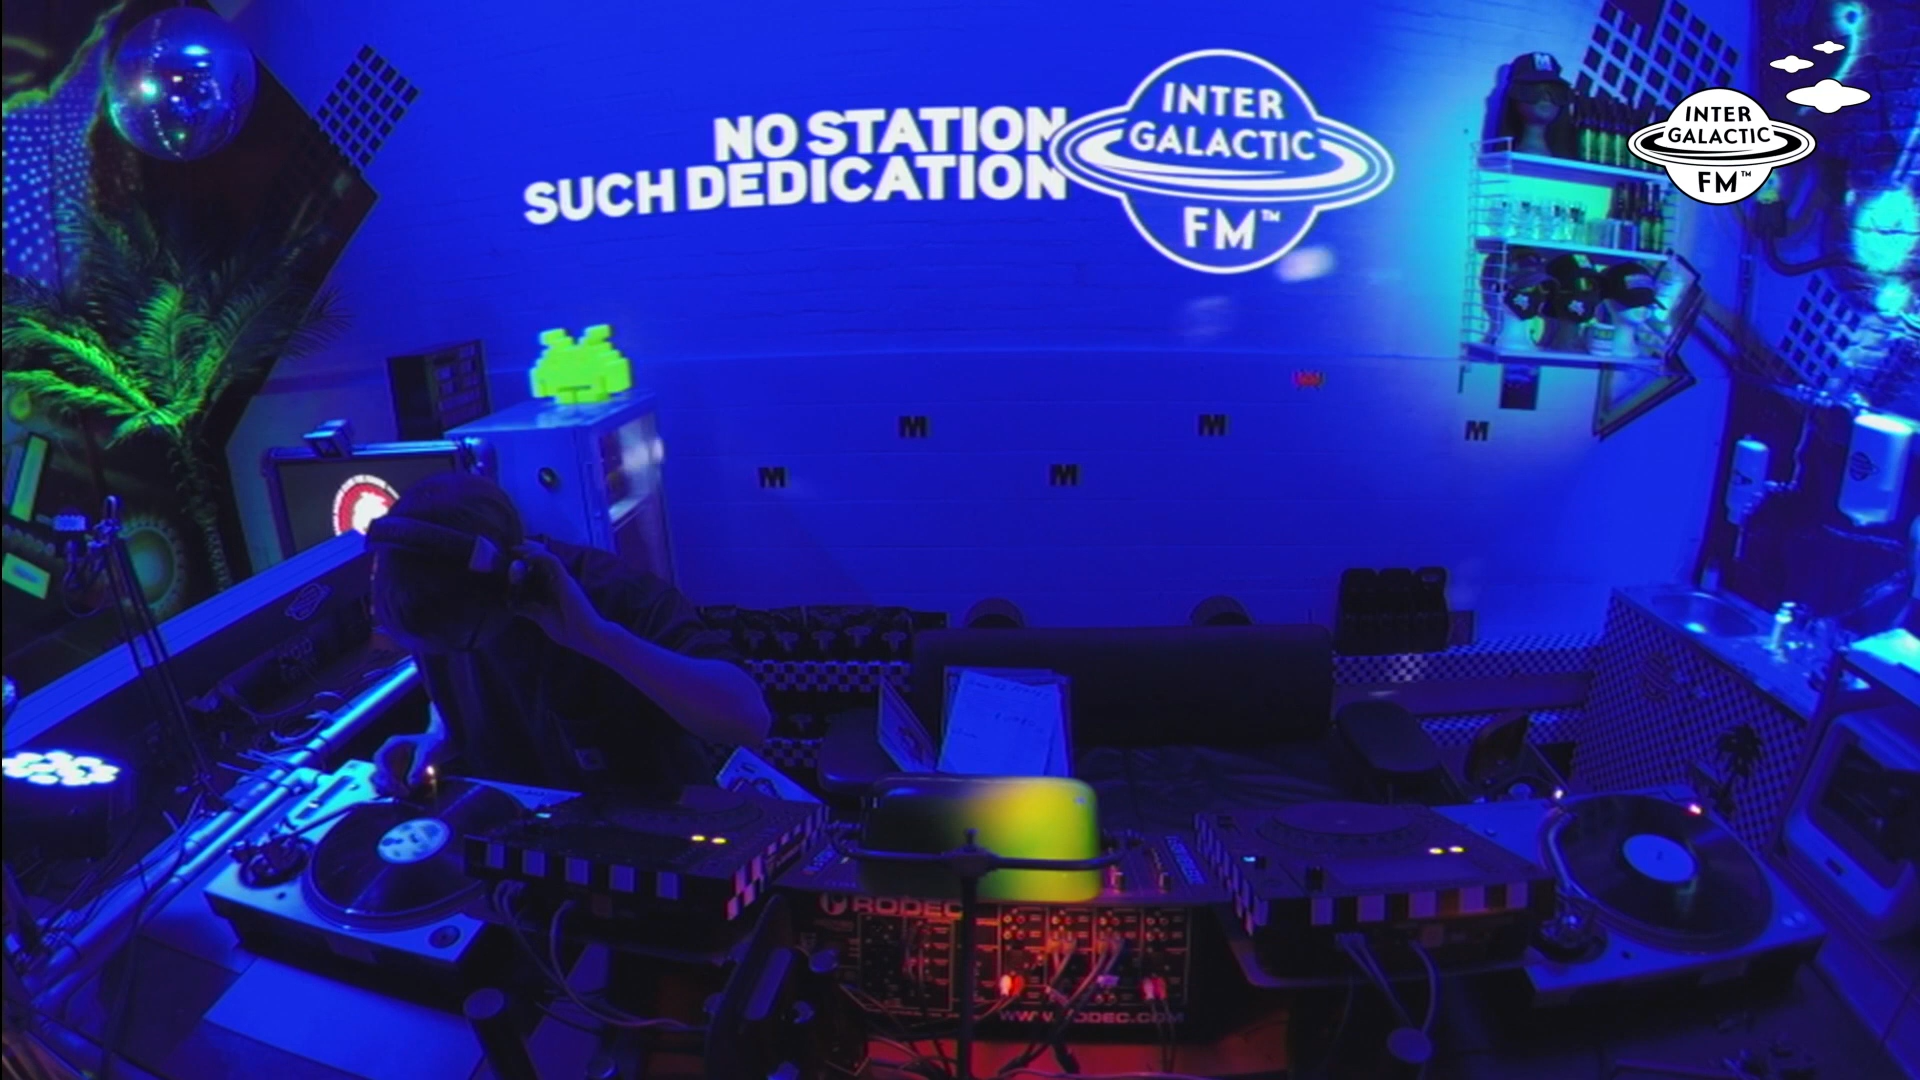 NO STATION
SUCH DEDICATION
INTER
GALACTIC
FM™
INTER
GALACTIC
FM™
M
M
M
M
M
M
RODEC
WWW.RODEC.COM